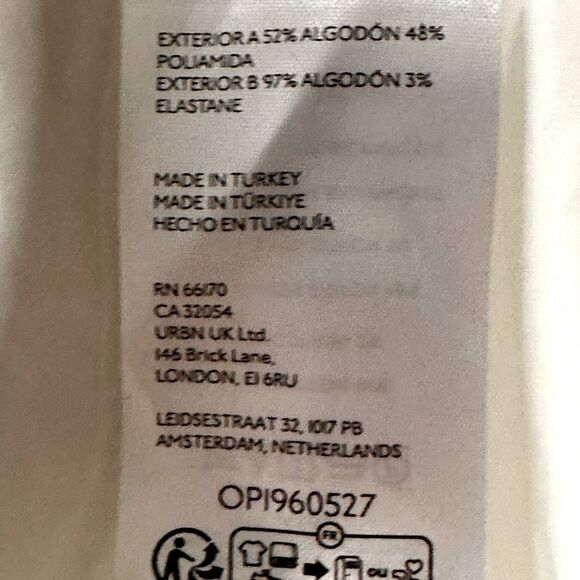 EXTERIOR A 52% ALGODÓN 48%
POLIAMIDA
EXTERIOR B 97% ALGODÓN 3%
ELASTANE
MADE IN TURKEY
MADE IN TÜRKIYE
HECHO EN TURQUÍA
RN 66170
CA 32054
URBN UK Ltd.
146 Brick Lane,
LONDON, E1 6RU
LEIDSESTRAAT 32, 1017 PB
AMSTERDAM, NETHERLANDS
OP1960527
FR
OU